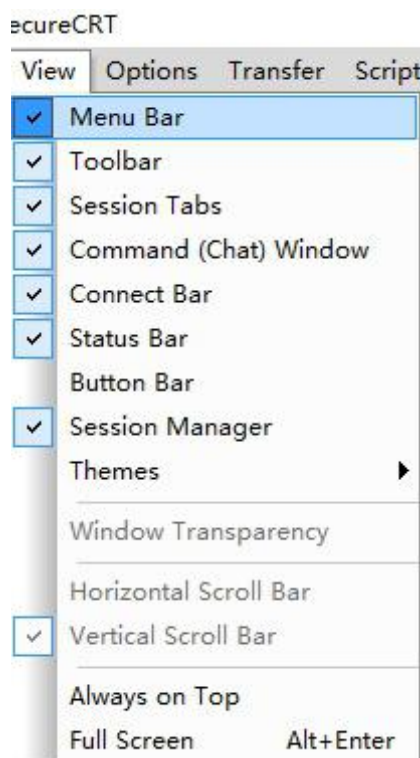 ecureCRT
View Options Transfer Script
Menu Bar
Toolbar
Session Tabs
Command (Chat) Window
Connect Bar
Status Bar
Button Bar
Session Manager
Themes
Window Transparency
Horizontal Scroll Bar
Vertical Scroll Bar
Always on Top
Full Screen Alt+Enter